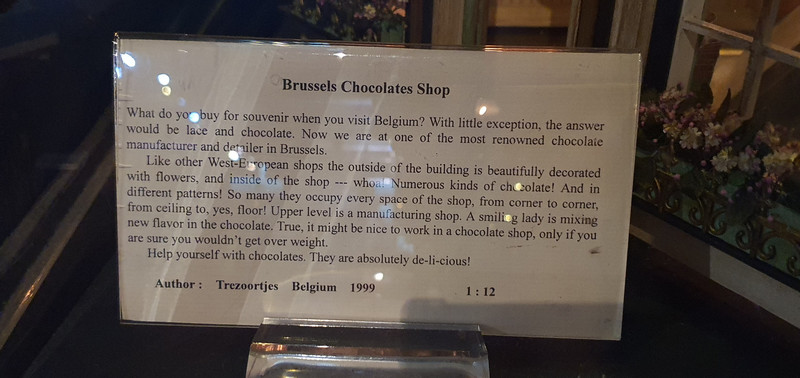 Brussels Chocolates Shop
What do you buy for souvenir when you visit Belgium? With little exception, the answer
would be lace and chocolate. Now we are at one of the most renowned chocolate
manufacturer and detailer in Brussels.
Like other West-European shops the outside of the building is beautifully decorated
with flowers, and inside of the shop --- whoa! Numerous kinds of chocolate! And in
different patterns! So many they occupy every space of the shop, from corner to corner,
from ceiling to, yes, floor! Upper level is a manufacturing shop. A smiling lady is mixing
new flavor in the chocolate. True, it might be nice to work in a chocolate shop, only if you
are sure you wouldn't get over weight.
Help yourself with chocolates. They are absolutely de-li-cious!
Author : Trezoortjes Belgium 1999 1 : 12